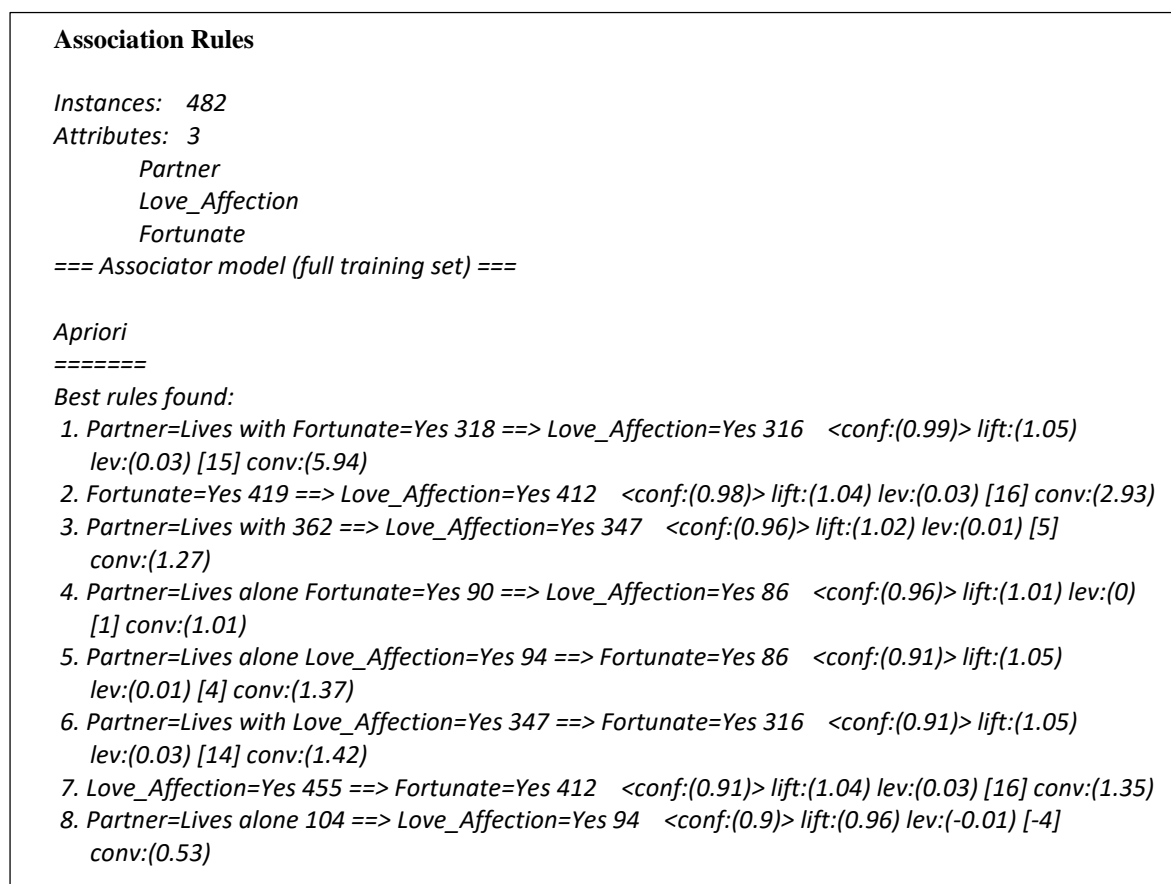 Association Rules
Instances: 482
Attributes: 3
Partner
Love_Affection
Fortunate
=== Associator model (full training set) ===
Apriori
=======
Best rules found:
1. Partner=Lives with Fortunate=Yes 318 ==> Love_Affection=Yes 316 <conf:(0.99)> lift:(1.05)
lev:(0.03) [15] conv:(5.94)
2. Fortunate=Yes 419 ==> Love_Affection=Yes 412 <conf:(0.98)> lift:(1.04) lev:(0.03) [16] conv:(2.93)
3. Partner=Lives with 362 ==> Love_Affection=Yes 347 <conf:(0.96)> lift:(1.02) lev:(0.01) [5]
conv:(1.27)
4. Partner=Lives alone Fortunate=Yes 90 ==> Love_Affection=Yes 86 <conf:(0.96)> lift:(1.01) lev:(0)
[1] conv:(1.01)
5. Partner=Lives alone Love_Affection=Yes 94 ==> Fortunate=Yes 86 <conf:(0.91)> lift:(1.05)
lev:(0.01) [4] conv:(1.37)
6. Partner=Lives with Love_Affection=Yes 347 ==> Fortunate=Yes 316 <conf:(0.91)> lift:(1.05)
lev:(0.03) [14] conv:(1.42)
7. Love_Affection=Yes 455 ==> Fortunate=Yes 412 <conf:(0.91)> lift:(1.04) lev:(0.03) [16] conv:(1.35)
8. Partner=Lives alone 104 ==> Love_Affection=Yes 94 <conf:(0.9)> lift:(0.96) lev:(-0.01) [-4]
conv:(0.53)